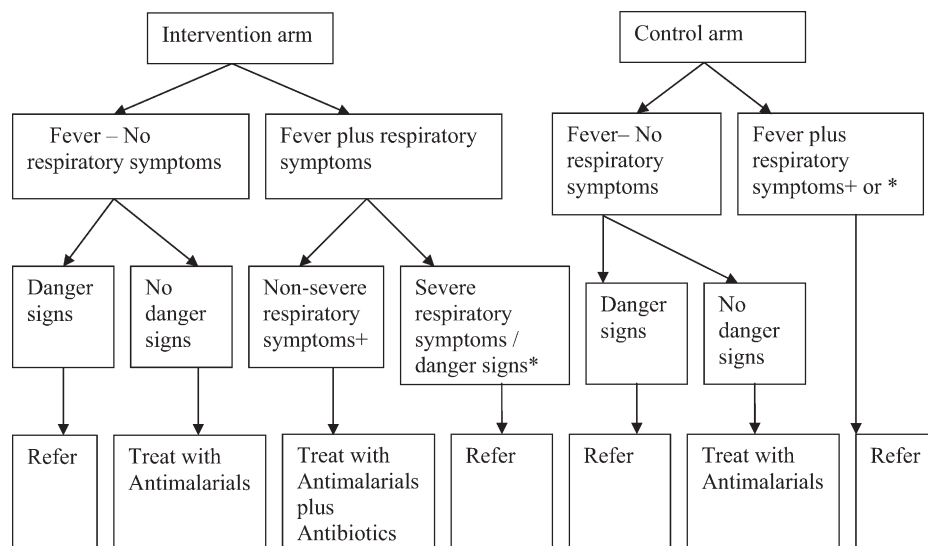 Intervention arm
Control arm
Fever – No
respiratory symptoms
Fever plus respiratory
symptoms
Fever– No
respiratory
symptoms
Fever plus
respiratory
symptoms+ or *
Danger
signs
No
danger
signs
Non-severe
respiratory
symptoms+
Severe
respiratory
symptoms /
danger signs*
Danger
signs
No
danger
signs
Refer
Treat with
Antimalarials
Treat with
Antimalarials
plus
Antibiotics
Refer
Refer
Treat with
Antimalarials
Refer